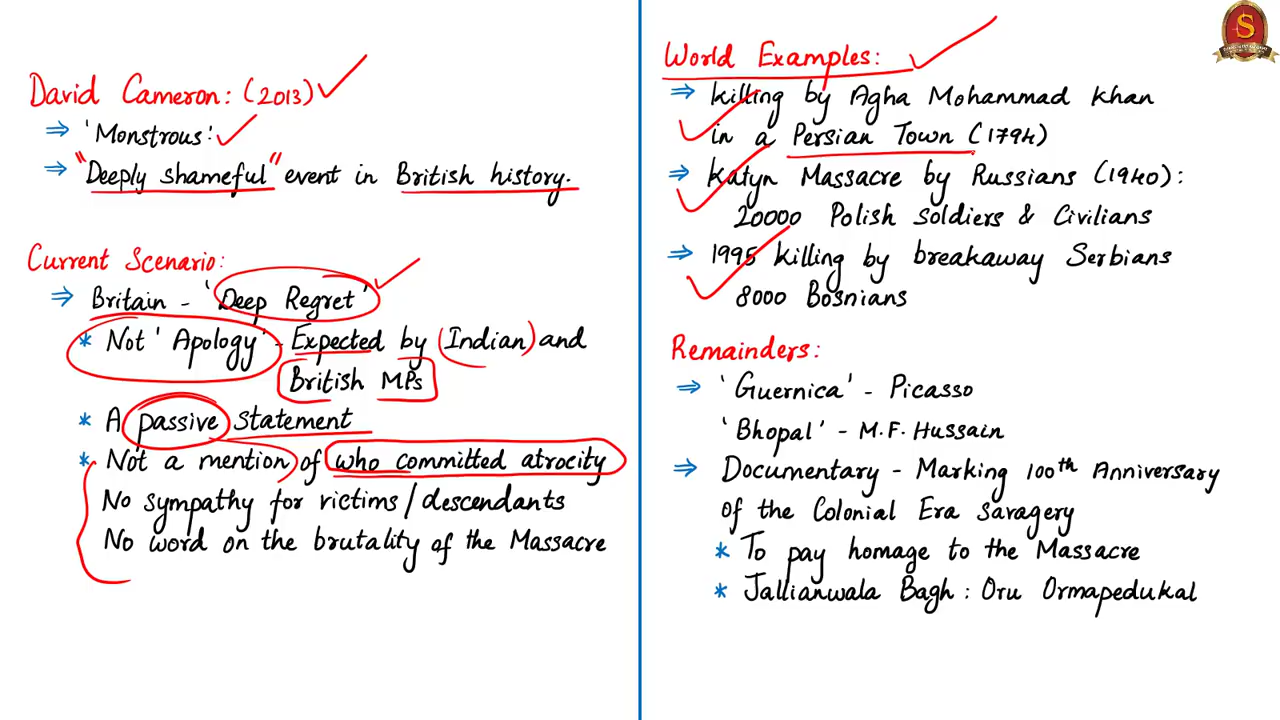 David Cameron: (2013)
⇒ 'Monstrous:'
⇒ "Deeply shameful" event in British history.
Current Scenario:
⇒ Britain - 'Deep Regret'
* Not 'Apology' - Expected by (Indian) and
British MPs
* A passive statement
* Not a mention of who committed atrocity
No sympathy for victims/descendants
No word on the brutality of the Massacre
World Examples:
⇒ Killing by Agha Mohammad Khan
in a Persian Town (1794)
⇒ Katyn Massacre by Russians (1940):
20000 Polish soldiers & Civilians
⇒ 1995 killing by breakaway Serbians
8000 Bosnians
Remainders:
⇒ 'Guernica' - Picasso
'Bhopal' - M.F. Hussain
⇒ Documentary - Marking 100th Anniversary
of the Colonial Era Savagery
* To pay homage to the Massacre
* Jallianwala Bagh: Oru Ormapedukal
S